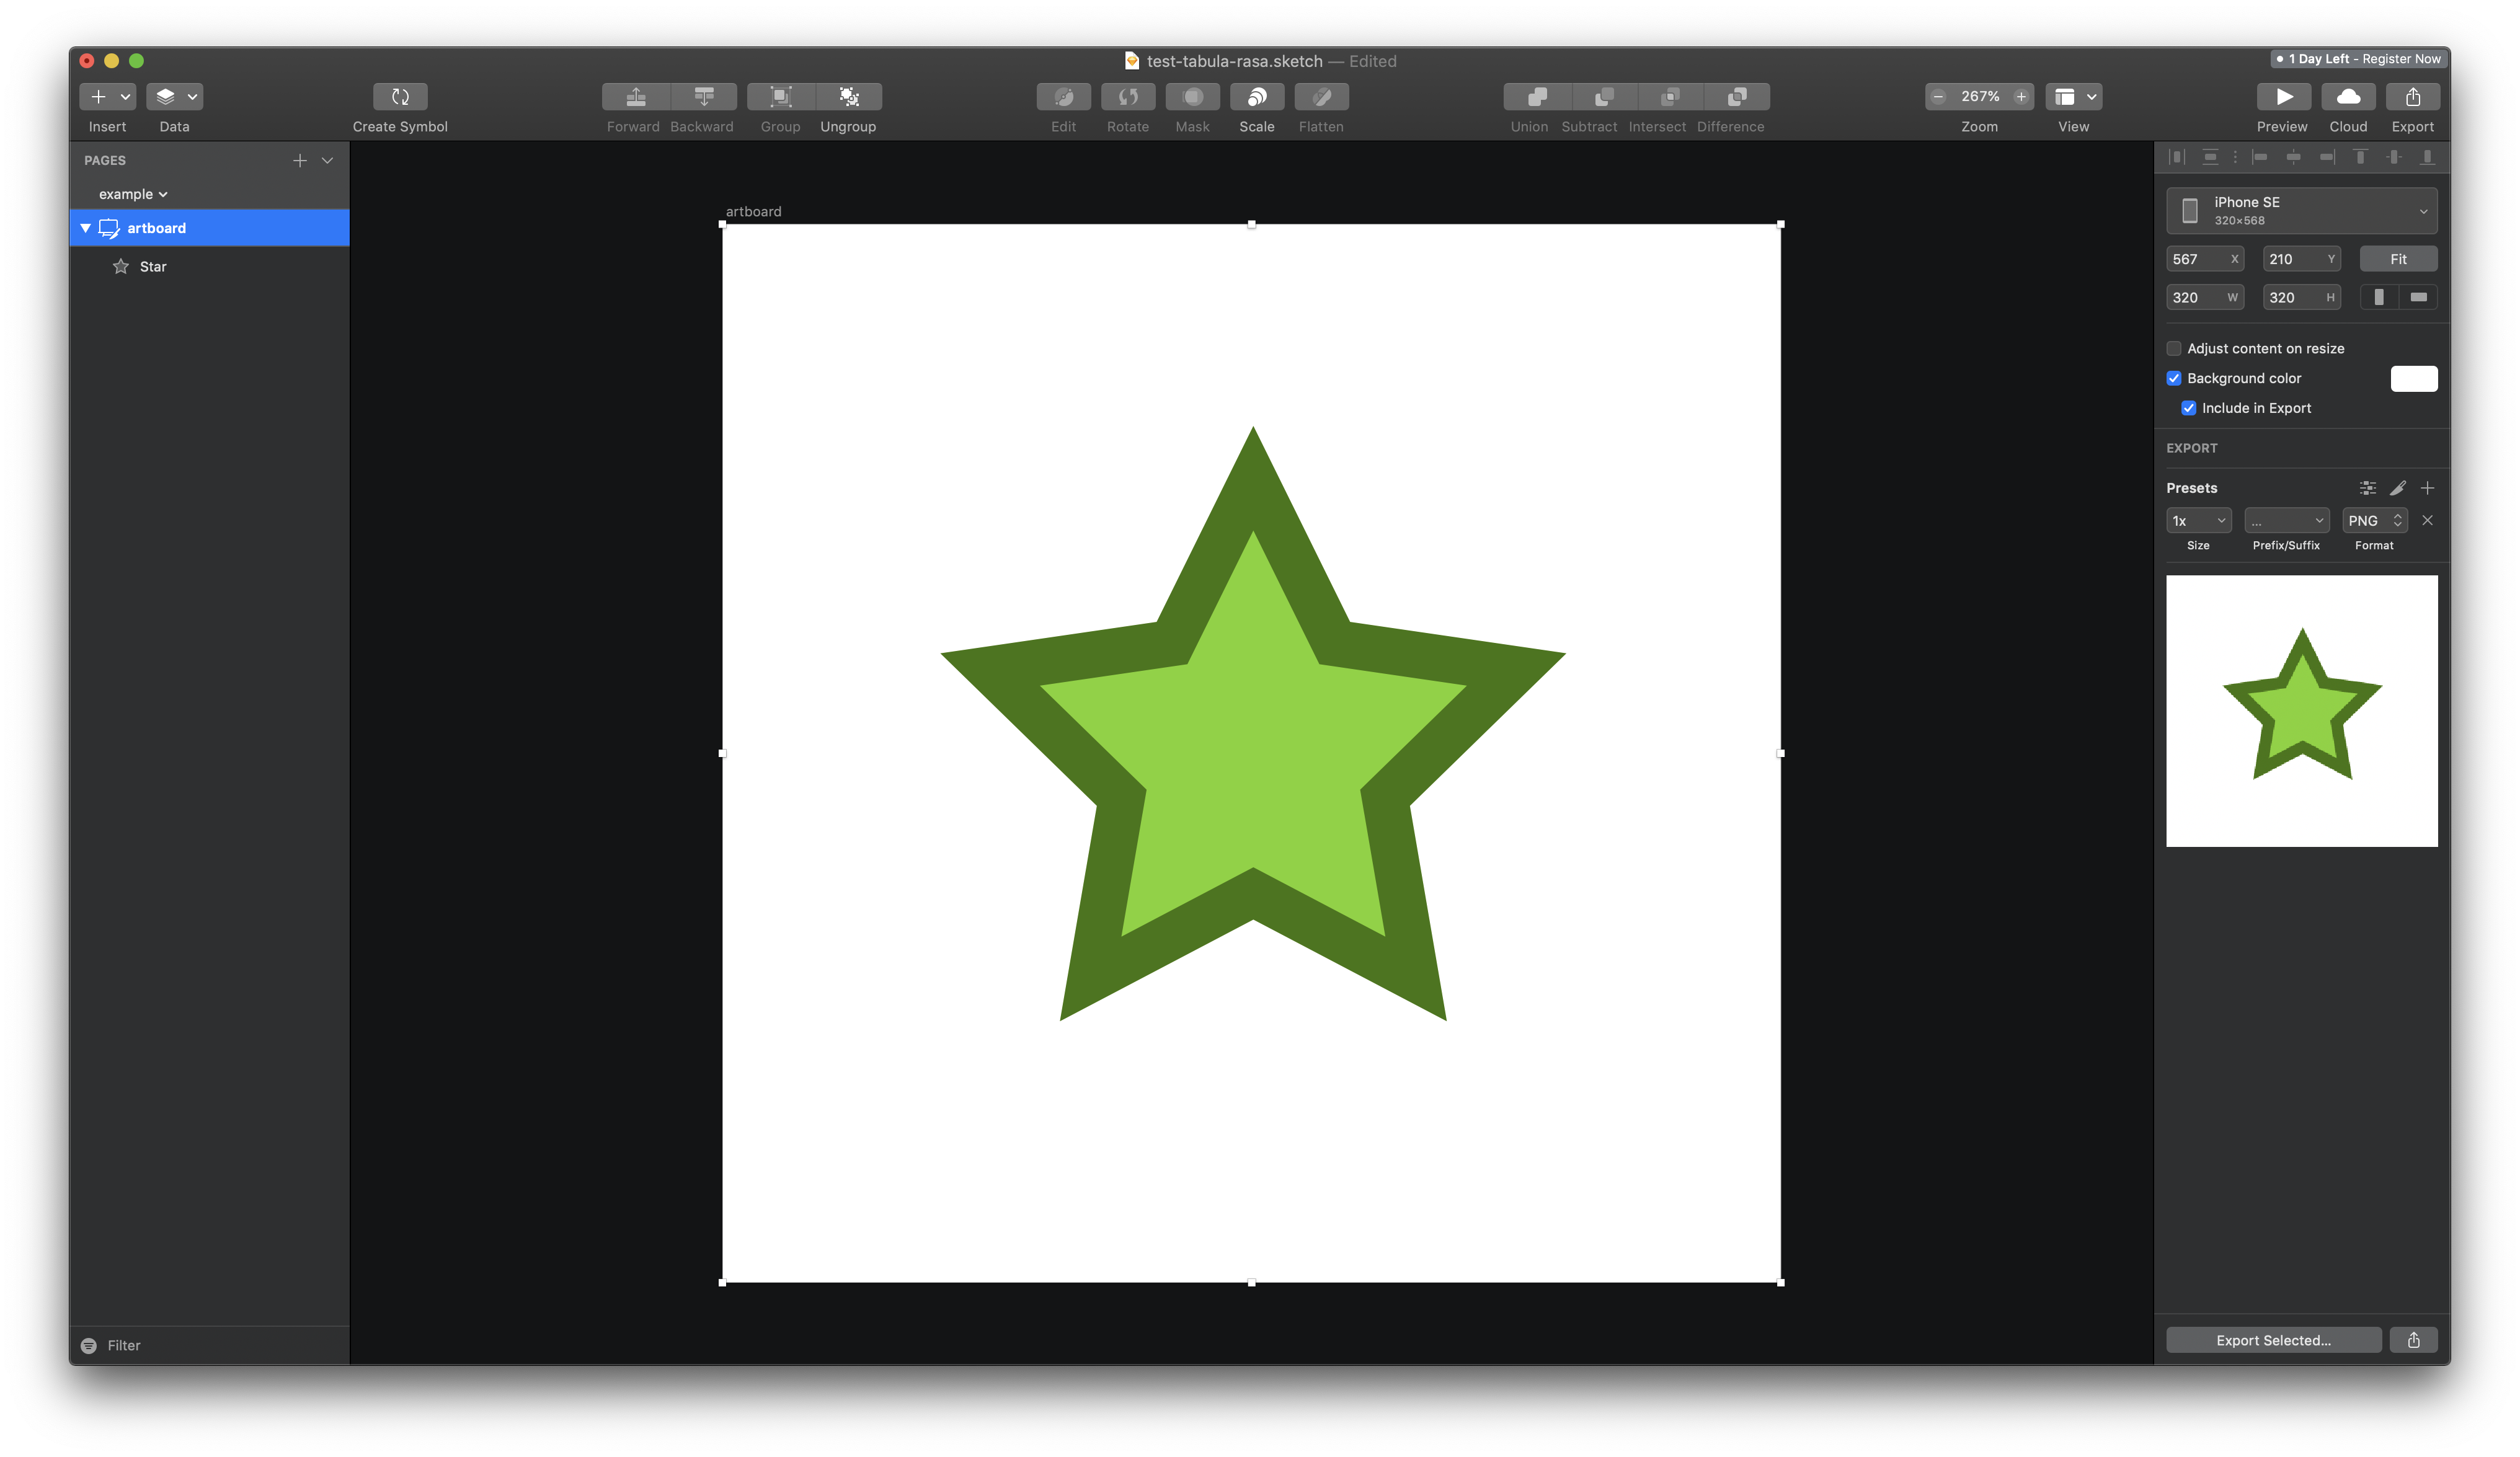 test-tabula-rasa.sketch — Edited
1 Day Left - Register Now
267%
Insert Data Create Symbol Forward Backward Group Ungroup Edit Rotate Mask Scale Flatten Union Subtract Intersect Difference Zoom View Preview Cloud Export
PAGES
example
artboard
Star
Filter
artboard
iPhone SE
320×568
567 X 210 Y Fit
320 W 320 H
Adjust content on resize
Background color
Include in Export
EXPORT
Presets
1x ... PNG
Size Prefix/Suffix Format
Export Selected...